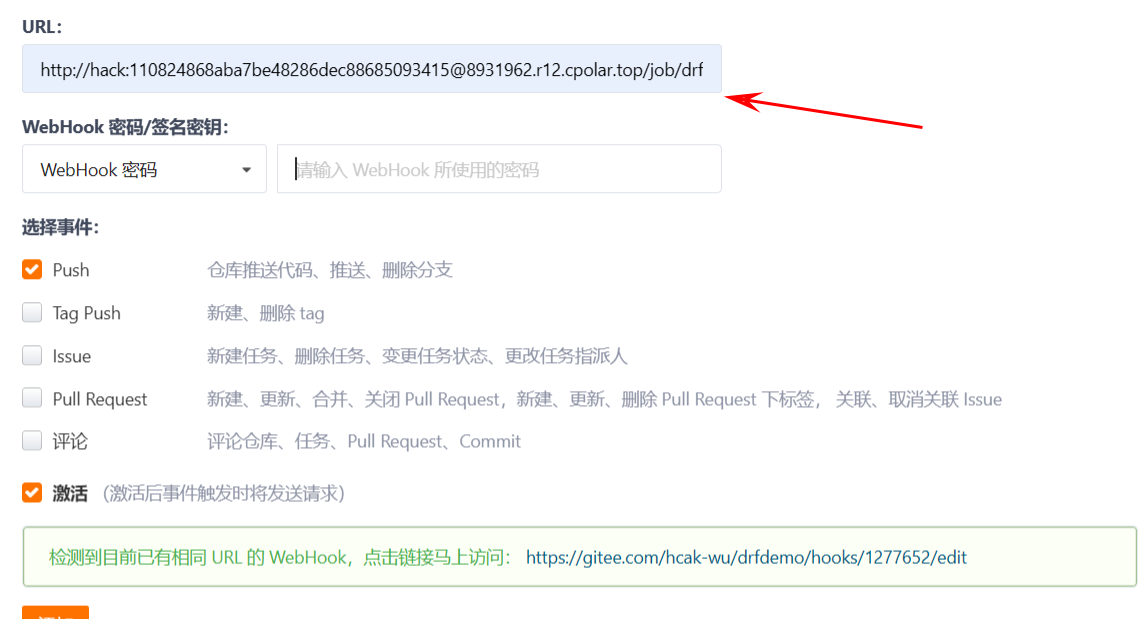 URL:
http://hack:110824868aba7be48286dec88685093415@8931962.r12.cpolar.top/job/drf
WebHook 密码/签名密钥:
WebHook 密码 请输入 WebHook 所使用的密码
选择事件:
Push 仓库推送代码、推送、删除分支
Tag Push 新建、删除 tag
Issue 新建任务、删除任务、变更任务状态、更改任务指派人
Pull Request 新建、更新、合并、关闭 Pull Request，新建、更新、删除 Pull Request 下标签， 关联、取消关联 Issue
评论 评论仓库、任务、Pull Request、Commit
激活 （激活后事件触发时将发送请求）
检测到目前已有相同 URL 的 WebHook，点击链接马上访问： https://gitee.com/hcak-wu/drfdemo/hooks/1277652/edit